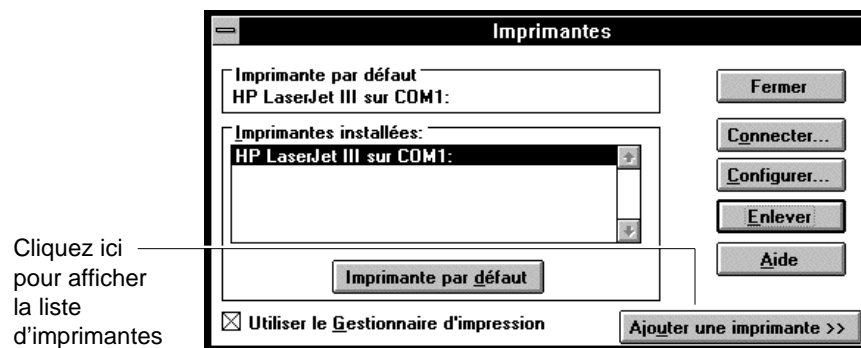 Imprimantes
Imprimante par défaut
HP LaserJet III sur COM1:
Fermer
Imprimantes installées:
HP LaserJet III sur COM1:
Connecter...
Configurer...
Enlever
Aide
Imprimante par défaut
Utiliser le Gestionnaire d'impression
Ajouter une imprimante >>
Cliquez ici
pour afficher
la liste
d’imprimantes